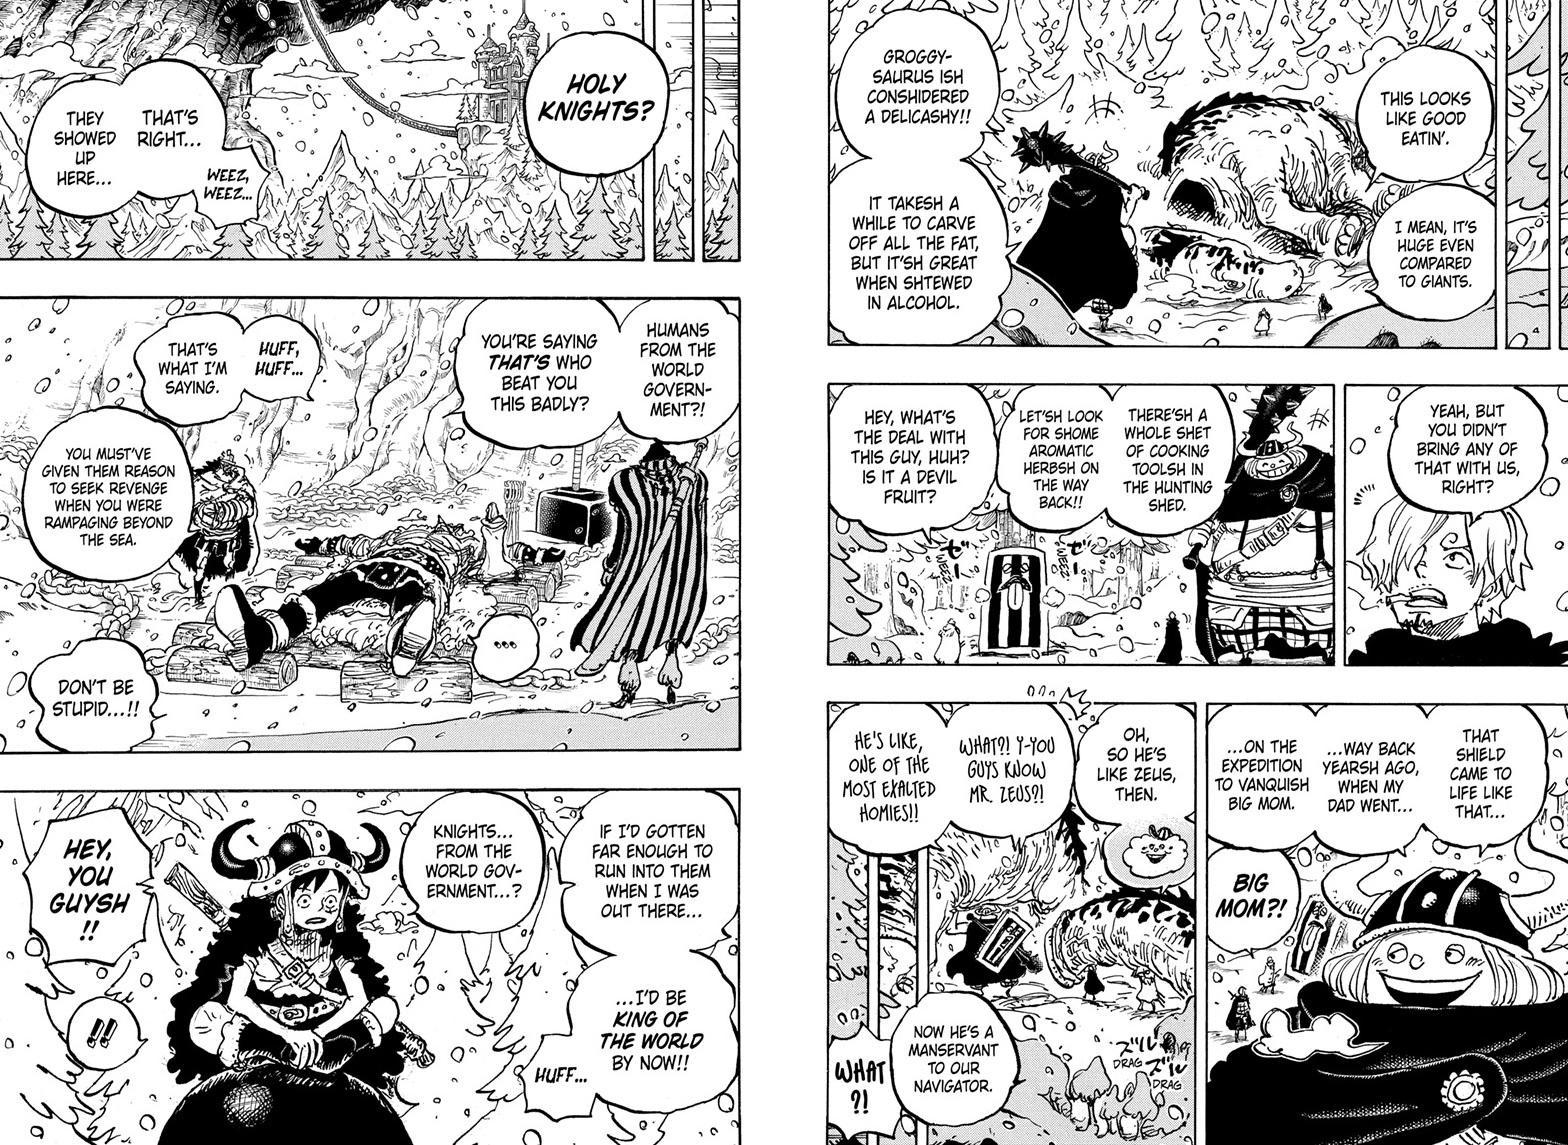 THIS LOOKS
LIKE GOOD
EATIN'.
I MEAN, IT'S
HUGE EVEN
COMPARED
TO GIANTS.
GROGGY-
SAURUS ISH
CONSHIDERED
A DELICASHY!!
IT TAKESH A
WHILE TO CARVE
OFF ALL THE FAT,
BUT IT'SH GREAT
WHEN SHTEWED
IN ALCOHOL.
YEAH, BUT
YOU DIDN'T
BRING ANY OF
THAT WITH US,
RIGHT?
THERE'SH A
WHOLE SHET
OF COOKING
TOOLSH IN
THE HUNTING
SHED.
LET'SH LOOK
FOR SHOME
AROMATIC
HERBSH ON
THE WAY
BACK!!
HEY, WHAT'S
THE DEAL WITH
THIS GUY, HUH?
IS IT A DEVIL
FRUIT?
ゼー
WEEZ
ゼー
WEEZ
THAT
SHIELD
CAME TO
LIFE LIKE
THAT...
...WAY BACK
YEARSH AGO,
WHEN MY
DAD WENT...
...ON THE
EXPEDITION
TO VANQUISH
BIG MOM.
BIG
MOM?!
OH,
SO HE'S
LIKE ZEUS,
THEN.
WHAT?! Y-YOU
GUYS KNOW
MR. ZEUS?!
HE'S LIKE,
ONE OF THE
MOST EXALTED
HOMIES!!
NOW HE'S A
MANSERVANT
TO OUR
NAVIGATOR.
WHAT
?!
ズル
DRAG
ズル
DRAG
HOLY
KNIGHTS?
THAT'S
RIGHT...
WEEZ,
WEEZ...
THEY
SHOWED
UP
HERE...
HUMANS
FROM THE
WORLD
GOVERN-
MENT?!
YOU'RE SAYING
THAT'S WHO
BEAT YOU
THIS BADLY?
HUFF,
HUFF...
THAT'S
WHAT I'M
SAYING.
YOU MUST'VE
GIVEN THEM REASON
TO SEEK REVENGE
WHEN YOU WERE
RAMPAGING BEYOND
THE SEA.
...
DON'T BE
STUPID...!!
IF I'D GOTTEN
FAR ENOUGH TO
RUN INTO THEM
WHEN I WAS
OUT THERE...
...I'D BE
KING OF
THE WORLD
BY NOW!!
HUFF...
KNIGHTS...
FROM THE
WORLD GOV-
ERNMENT...?
HEY,
YOU
GUYSH
!!
!!